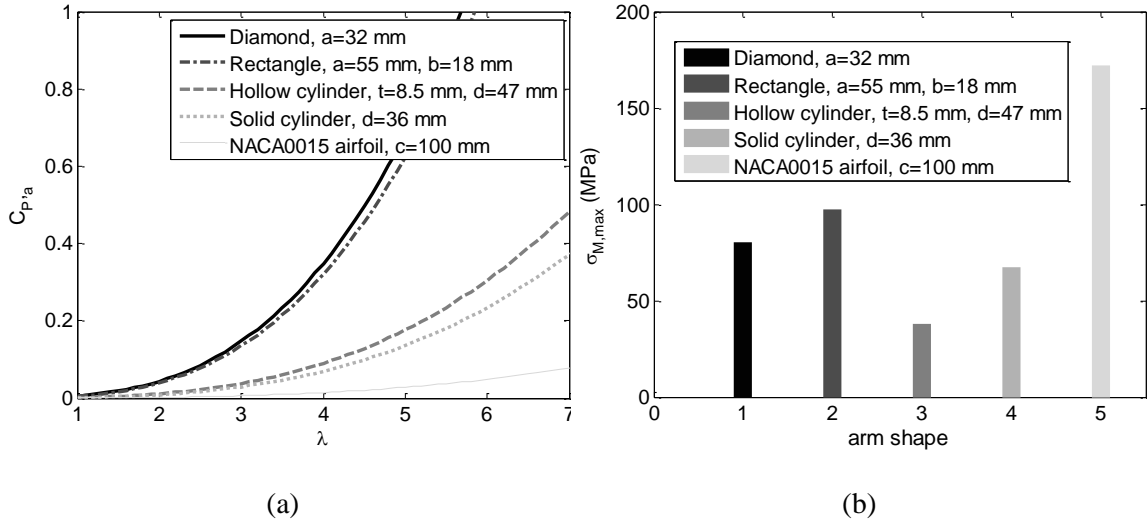 1
0.8
0.6
0.4
0.2
0
C_P,a
Diamond, a=32 mm
Rectangle, a=55 mm, b=18 mm
Hollow cylinder, t=8.5 mm, d=47 mm
Solid cylinder, d=36 mm
NACA0015 airfoil, c=100 mm
1 2 3 4 5 6 7
λ
(a)
200
150
100
50
0
σ_M,max (MPa)
Diamond, a=32 mm
Rectangle, a=55 mm, b=18 mm
Hollow cylinder, t=8.5 mm, d=47 mm
Solid cylinder, d=36 mm
NACA0015 airfoil, c=100 mm
0 1 2 3 4 5
arm shape
(b)